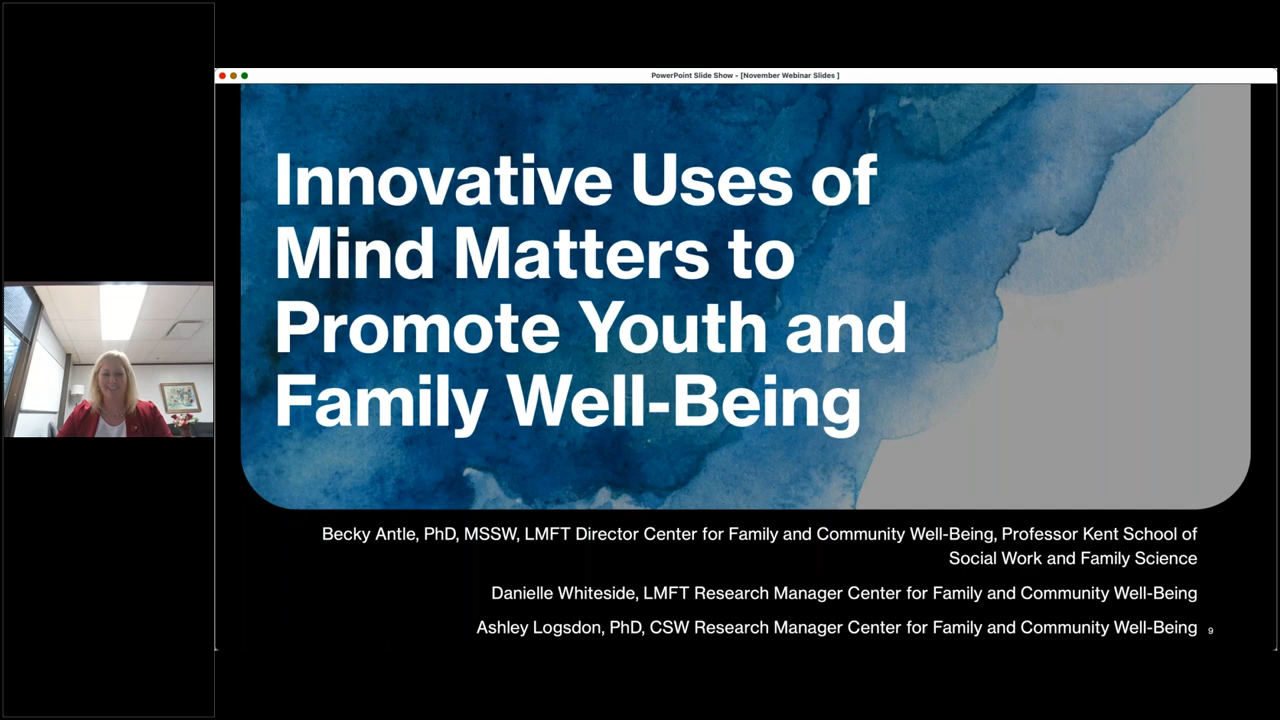 PowerPoint Slide Show - [November Webinar Slides ]
Innovative Uses of
Mind Matters to
Promote Youth and
Family Well-Being
Becky Antle, PhD, MSSW, LMFT Director Center for Family and Community Well-Being, Professor Kent School of
Social Work and Family Science
Danielle Whiteside, LMFT Research Manager Center for Family and Community Well-Being
Ashley Logsdon, PhD, CSW Research Manager Center for Family and Community Well-Being
9